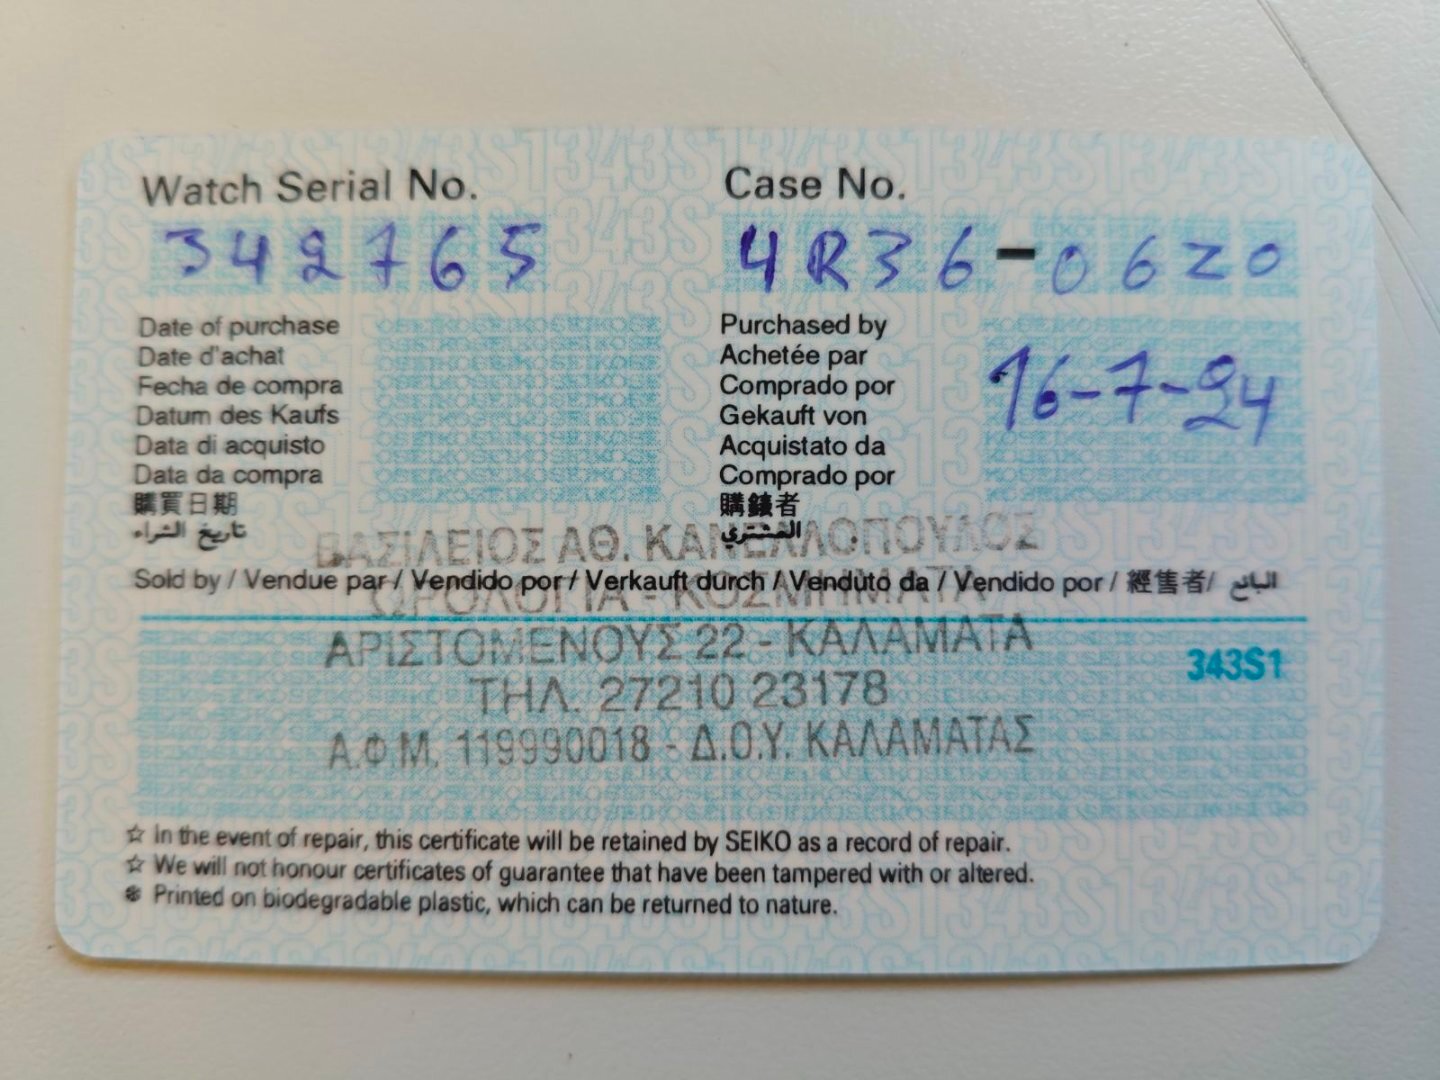 Watch Serial No.
342765
Case No.
4R36-06Z0
Date of purchase
Date d'achat
Fecha de compra
Datum des Kaufs
Data di acquisto
Data da compra
購買日期
تاريخ الشراء
Purchased by
Achetée par
Comprado por
Gekauft von
Acquistato da
Comprado por
購錶者
المشتري
16-7-24
ΒΑΣΙΛΕΙΟΣ ΑΘ. ΚΑΝΕΛΛΟΠΟΥΛΟΣ
Sold by / Vendue par / Vendido por / Verkauft durch / Venduto da / Vendido por / 經售者/ البائع
ΩΡΟΛΟΓΙΑ - ΚΟΣΜΗΜΑΤΑ
ΑΡΙΣΤΟΜΕΝΟΥΣ 22 - ΚΑΛΑΜΑΤΑ
343S1
ΤΗΛ. 27210 23178
Α.Φ.Μ. 119990018 - Δ.Ο.Υ. ΚΑΛΑΜΑΤΑΣ
☆ In the event of repair, this certificate will be retained by SEIKO as a record of repair.
☆ We will not honour certificates of guarantee that have been tampered with or altered.
❃ Printed on biodegradable plastic, which can be returned to nature.